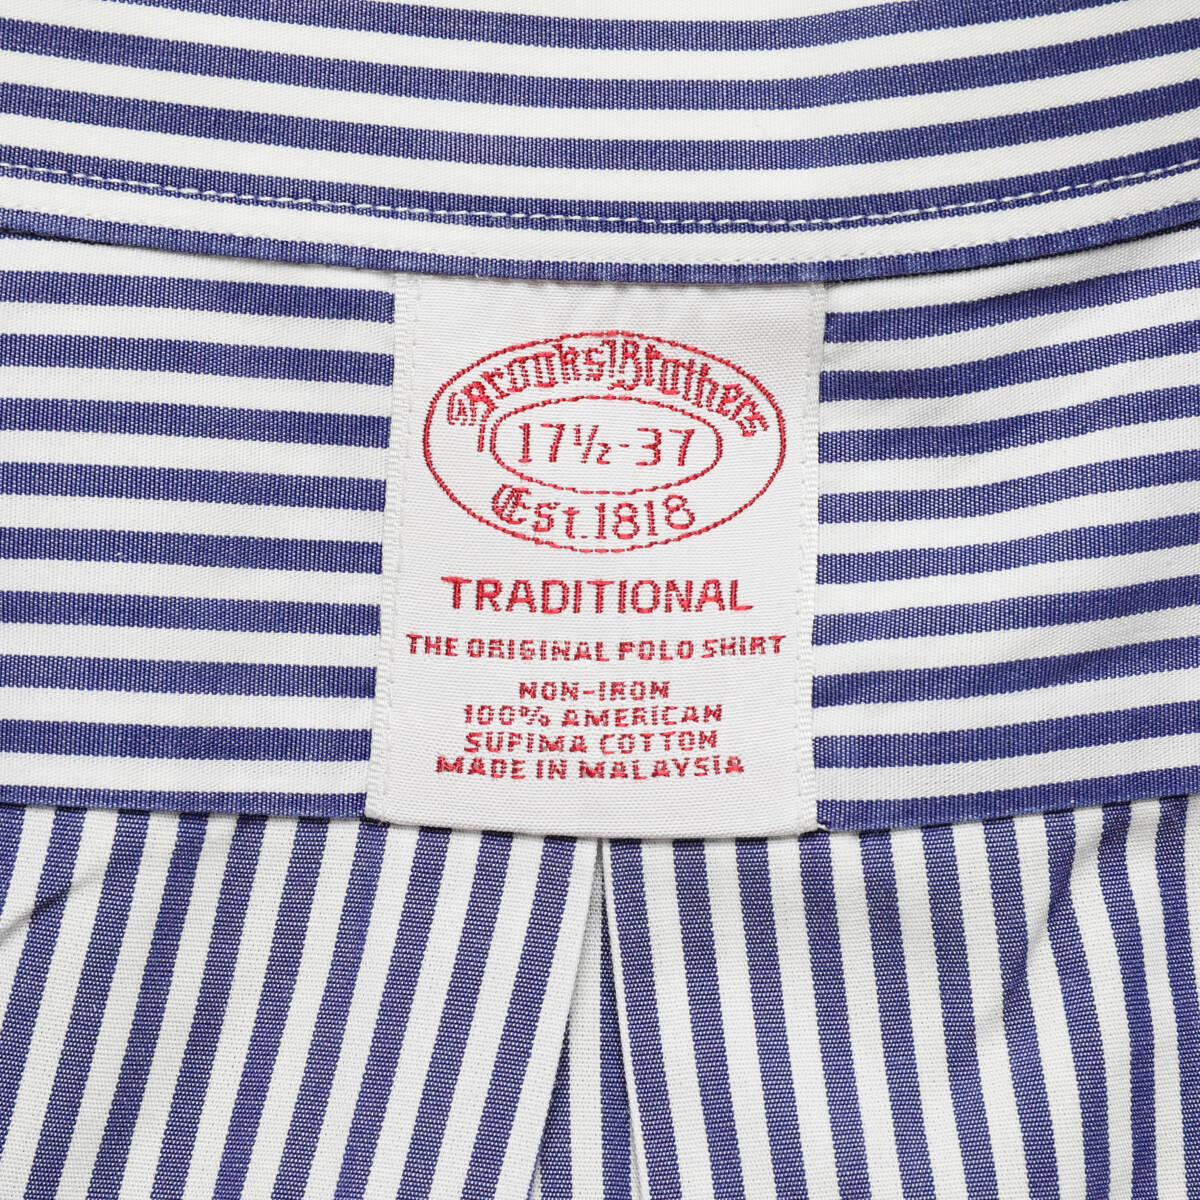 Brooks Brothers
17½-37
Est. 1818
TRADITIONAL
THE ORIGINAL POLO SHIRT
NON-IRON
100% AMERICAN
SUPIMA COTTON
MADE IN MALAYSIA